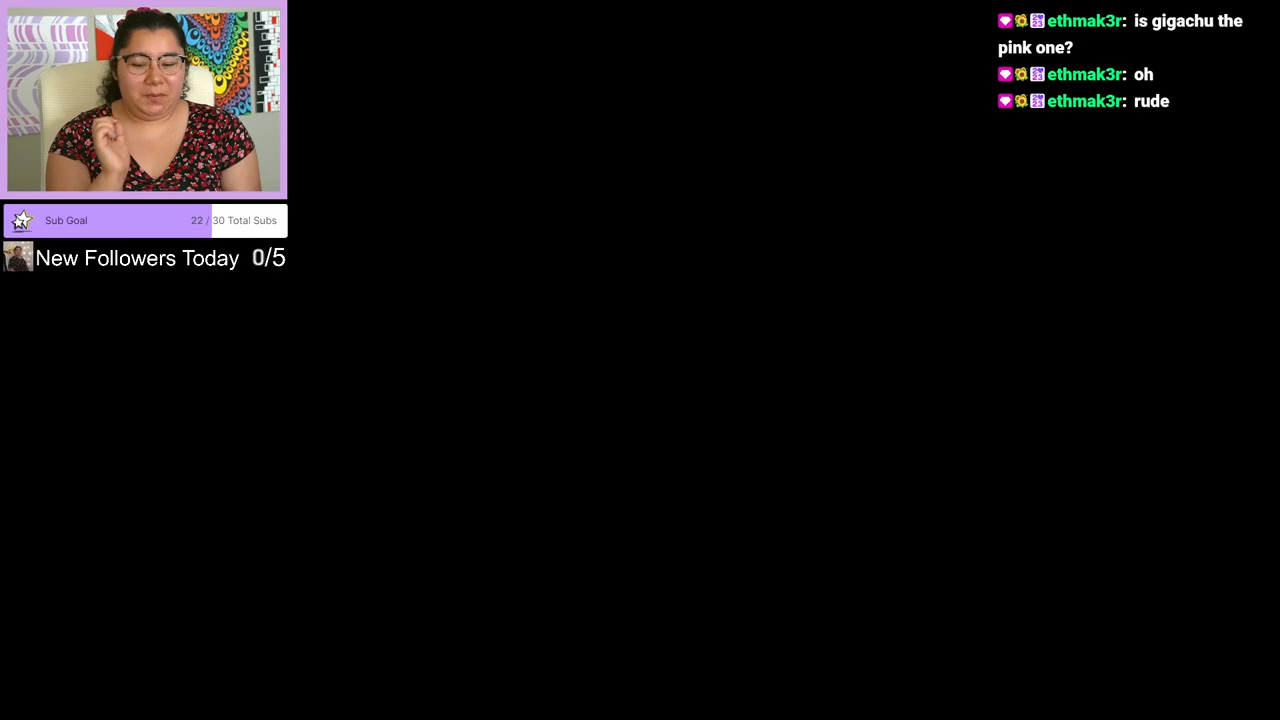 Sub Goal 22 / 30 Total Subs
New Followers Today 0/5
ethmak3r: is gigachu the
pink one?
ethmak3r: oh
ethmak3r: rude